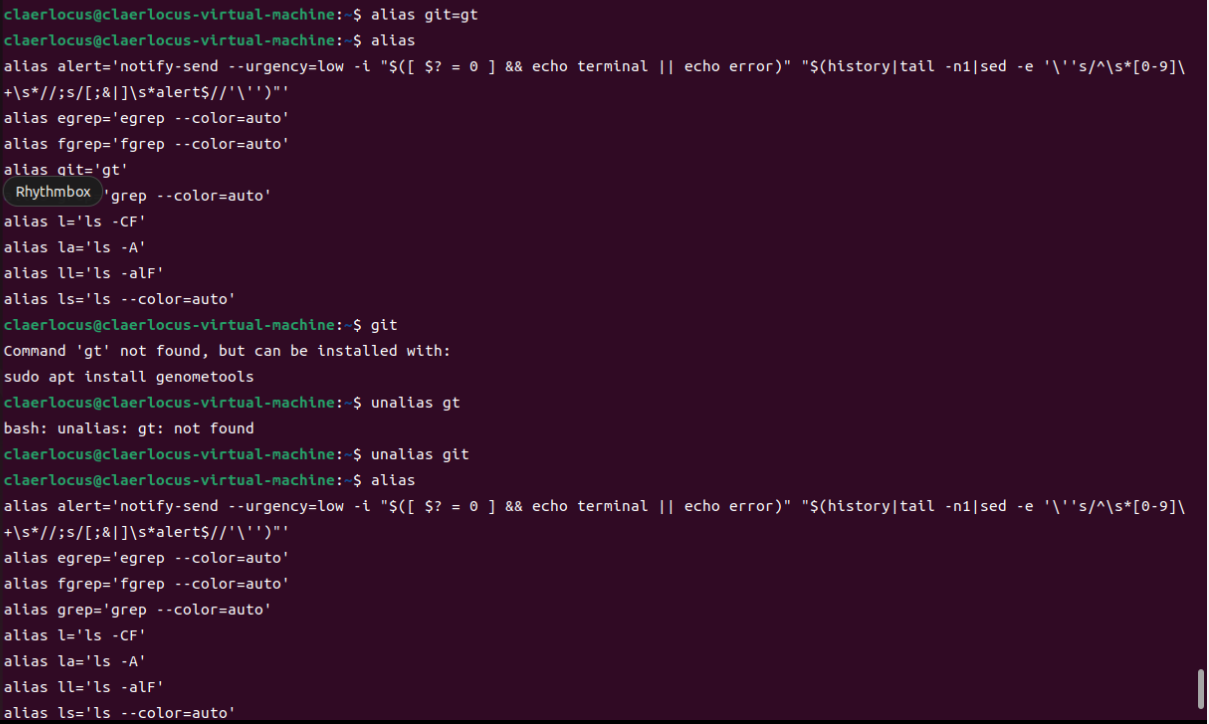 claerlocus@claerlocus-virtual-machine:~$ alias git=gt
claerlocus@claerlocus-virtual-machine:~$ alias
alias alert='notify-send --urgency=low -i "$([ $? = 0 ] && echo terminal || echo error)" "$(history|tail -n1|sed -e '\''s/^\s*[0-9]\
+\s*//;s/[;&|]\s*alert$//'\'')"'
alias egrep='egrep --color=auto'
alias fgrep='fgrep --color=auto'
alias git='gt'
Rhythmbox 'grep --color=auto'
alias l='ls -CF'
alias la='ls -A'
alias ll='ls -alF'
alias ls='ls --color=auto'
claerlocus@claerlocus-virtual-machine:~$ git
Command 'gt' not found, but can be installed with:
sudo apt install genometools
claerlocus@claerlocus-virtual-machine:~$ unalias gt
bash: unalias: gt: not found
claerlocus@claerlocus-virtual-machine:~$ unalias git
claerlocus@claerlocus-virtual-machine:~$ alias
alias alert='notify-send --urgency=low -i "$([ $? = 0 ] && echo terminal || echo error)" "$(history|tail -n1|sed -e '\''s/^\s*[0-9]\
+\s*//;s/[;&|]\s*alert$//'\'')"'
alias egrep='egrep --color=auto'
alias fgrep='fgrep --color=auto'
alias grep='grep --color=auto'
alias l='ls -CF'
alias la='ls -A'
alias ll='ls -alF'
alias ls='ls --color=auto'